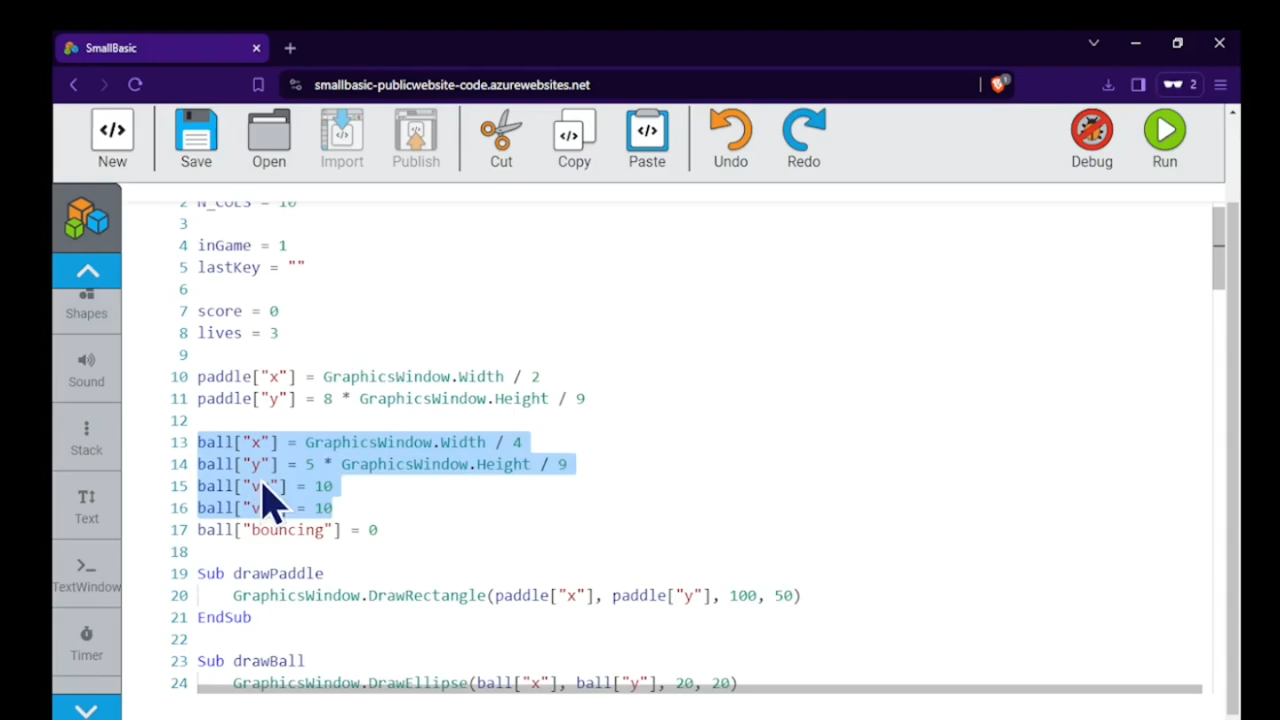 SmallBasic
smallbasic-publicwebsite-code.azurewebsites.net
1
2
New
Save
Open
Import
Publish
Cut
Copy
Paste
Undo
Redo
Debug
Run
Shapes
Sound
Stack
Text
TextWindow
Timer
2 N_COLS = 10
3
4 inGame = 1
5 lastKey = ""
6
7 score = 0
8 lives = 3
9
10 paddle["x"] = GraphicsWindow.Width / 2
11 paddle["y"] = 8 * GraphicsWindow.Height / 9
12
13 ball["x"] = GraphicsWindow.Width / 4
14 ball["y"] = 5 * GraphicsWindow.Height / 9
15 ball["v"] = 10
16 ball["v = 10
17 ball["bouncing"] = 0
18
19 Sub drawPaddle
20 GraphicsWindow.DrawRectangle(paddle["x"], paddle["y"], 100, 50)
21 EndSub
22
23 Sub drawBall
24 GraphicsWindow.DrawEllipse(ball["x"], ball["y"], 20, 20)